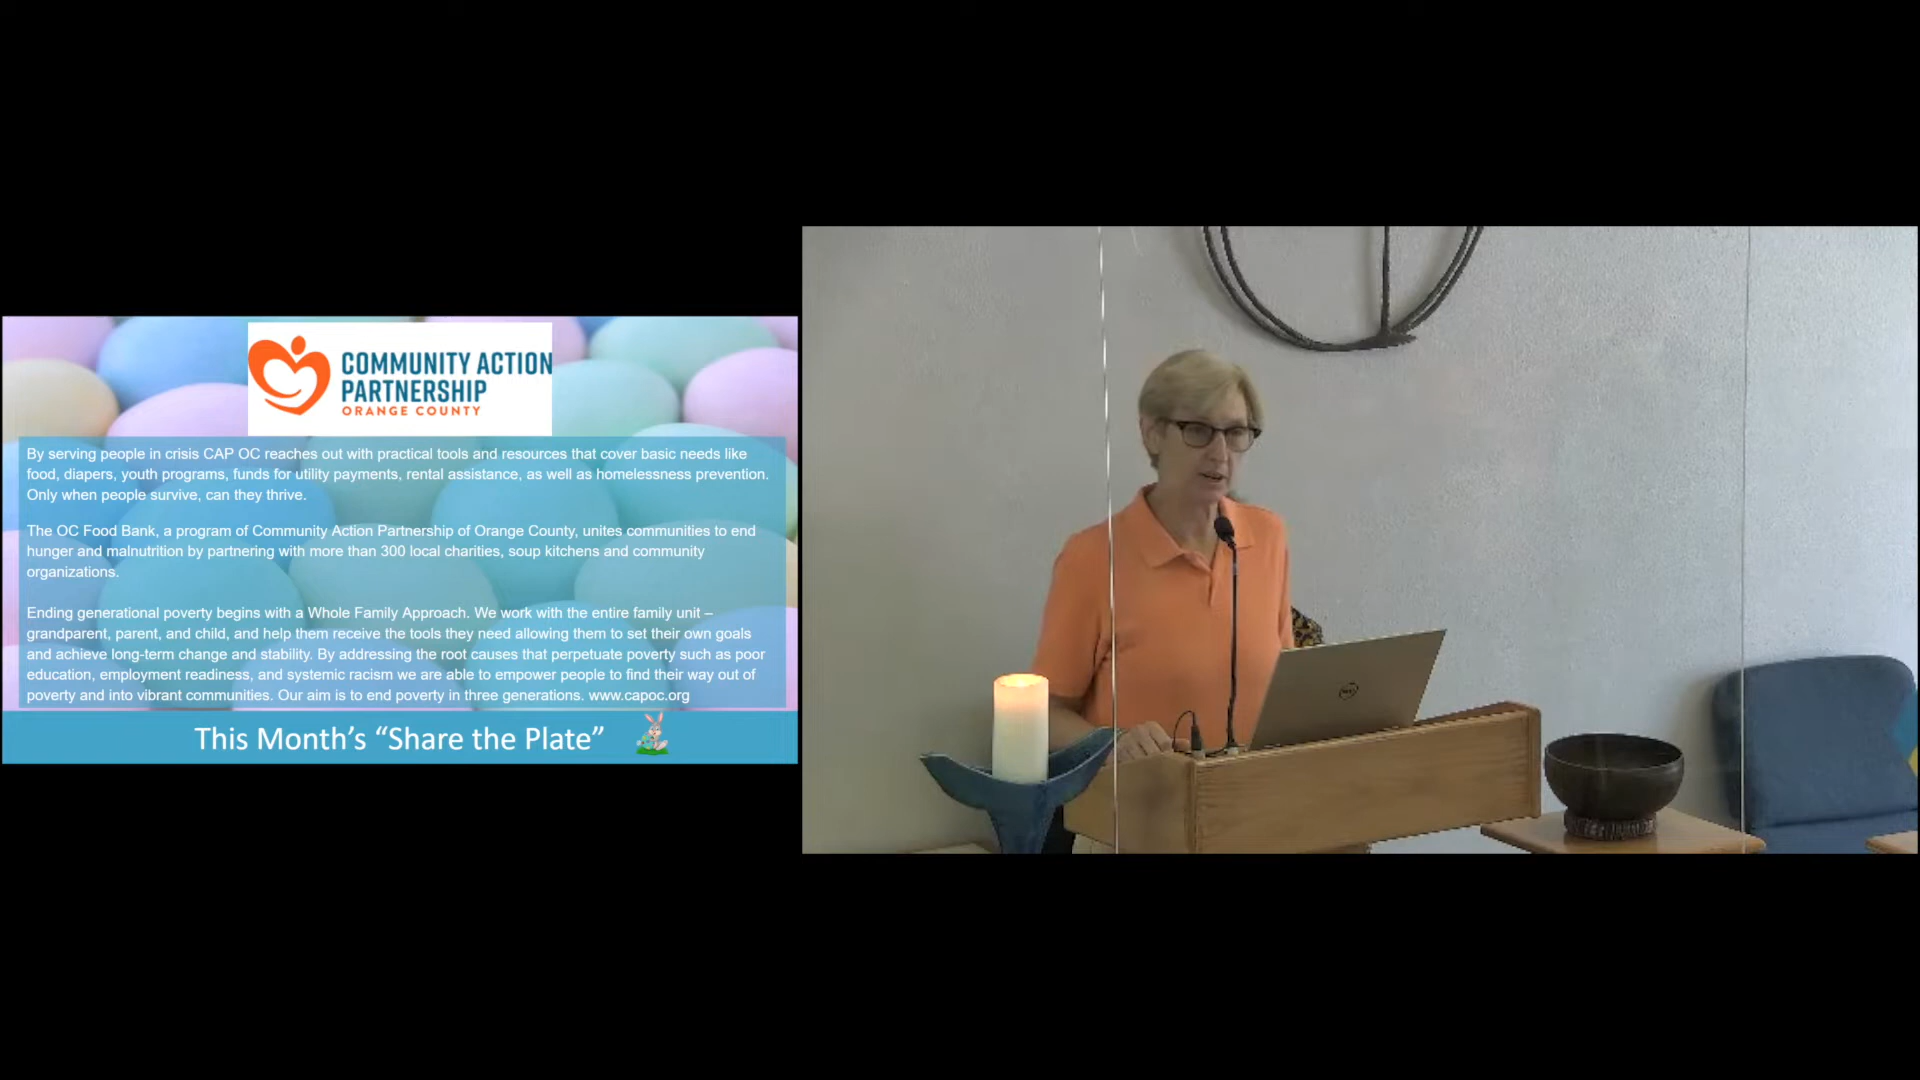 COMMUNITY ACTION
PARTNERSHIP
ORANGE COUNTY
By serving people in crisis CAP OC reaches out with practical tools and resources that cover basic needs like
food, diapers, youth programs, funds for utility payments, rental assistance, as well as homelessness prevention.
Only when people survive, can they thrive.
The OC Food Bank, a program of Community Action Partnership of Orange County, unites communities to end
hunger and malnutrition by partnering with more than 300 local charities, soup kitchens and community
organizations.
Ending generational poverty begins with a Whole Family Approach. We work with the entire family unit –
grandparent, parent, and child, and help them receive the tools they need allowing them to set their own goals
and achieve long-term change and stability. By addressing the root causes that perpetuate poverty such as poor
education, employment readiness, and systemic racism we are able to empower people to find their way out of
poverty and into vibrant communities. Our aim is to end poverty in three generations. www.capoc.org
This Month's “Share the Plate”
DELL